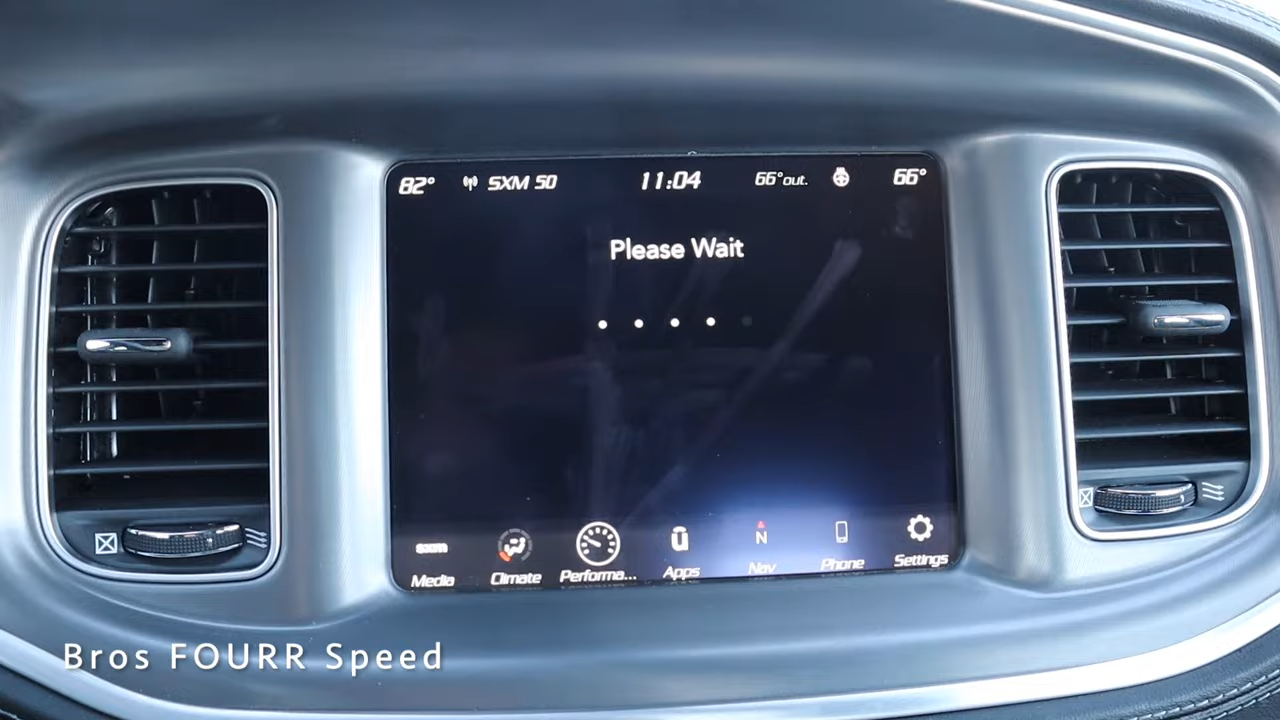 82° SXM 50 11:04 66°out. 66°
Please Wait
sxm N
Media Climate Performa... Apps Nav Phone Settings
Bros FOURR Speed